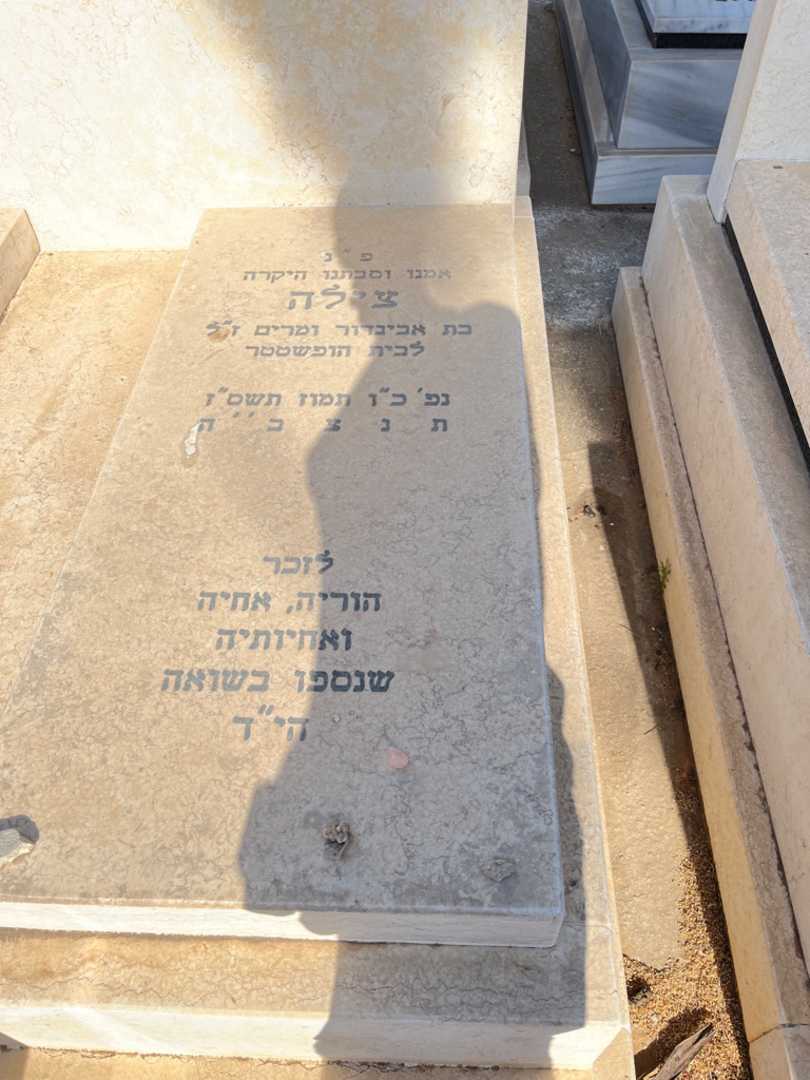 פ"נ
אמנו וסבתנו היקרה
צילה
בת אביגדור ומרים ז"ל
לבית הופשטטר
נפ' כ"ו תמוז תשס"ז
ת נ צ ב '' ה
לזכר
הוריה, אחיה
ואחיותיה
שנספו בשואה
הי"ד